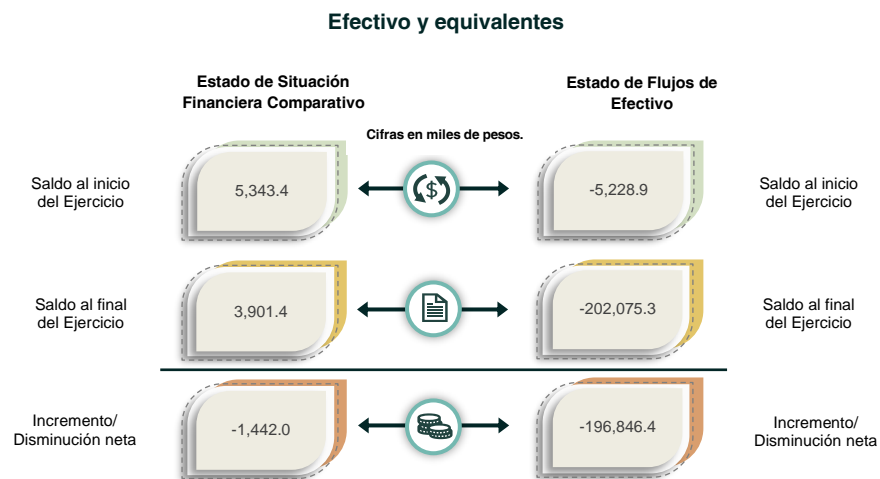 Efectivo y equivalentes
Estado de Situación
Financiera Comparativo
Estado de Flujos de
Efectivo
Cifras en miles de pesos.
Saldo al inicio
del Ejercicio
5,343.4
$
-5,228.9
Saldo al inicio
del Ejercicio
Saldo al final
del Ejercicio
3,901.4
-202,075.3
Saldo al final
del Ejercicio
Incremento/
Disminución neta
-1,442.0
-196,846.4
Incremento/
Disminución neta